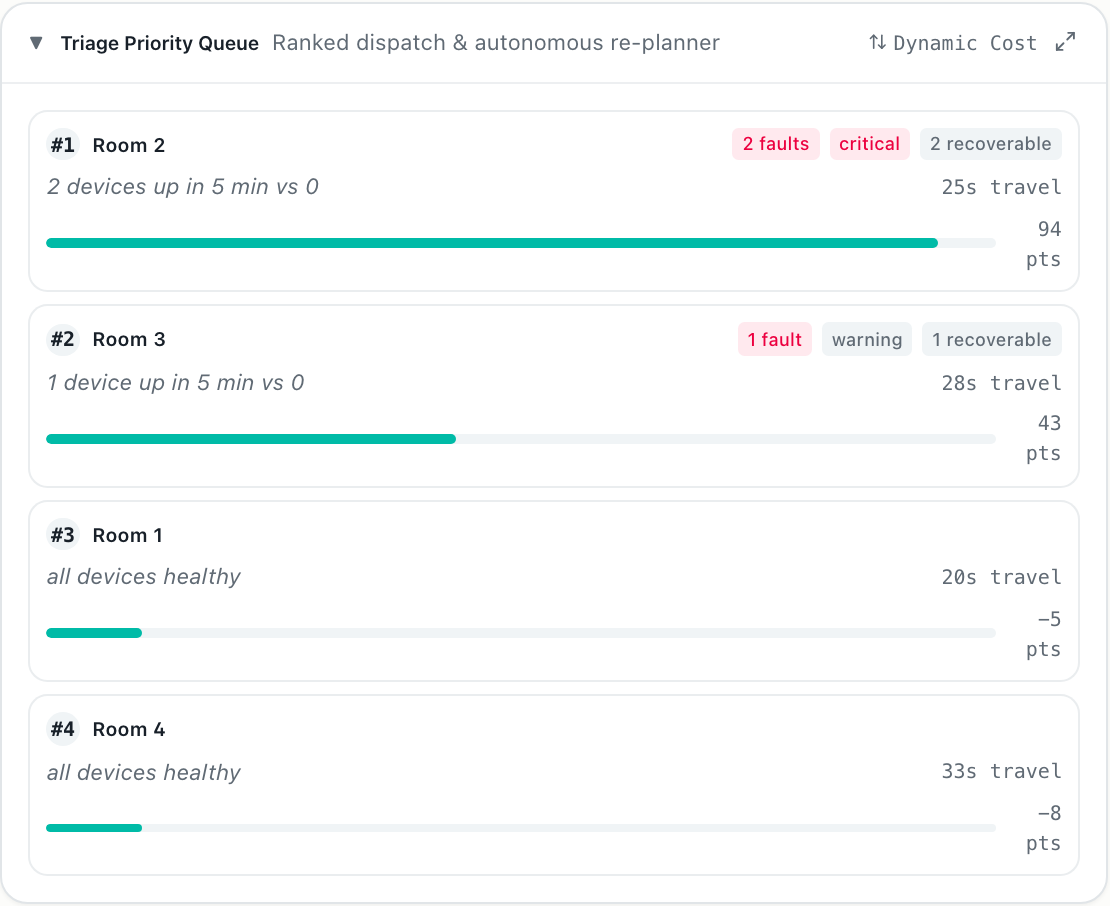 ▼ Triage Priority Queue Ranked dispatch & autonomous re-planner ⇅ Dynamic Cost
#1 Room 2 2 faults critical 2 recoverable
2 devices up in 5 min vs 0 25s travel
94
pts
#2 Room 3 1 fault warning 1 recoverable
1 device up in 5 min vs 0 28s travel
43
pts
#3 Room 1
all devices healthy 20s travel
−5
pts
#4 Room 4
all devices healthy 33s travel
−8
pts